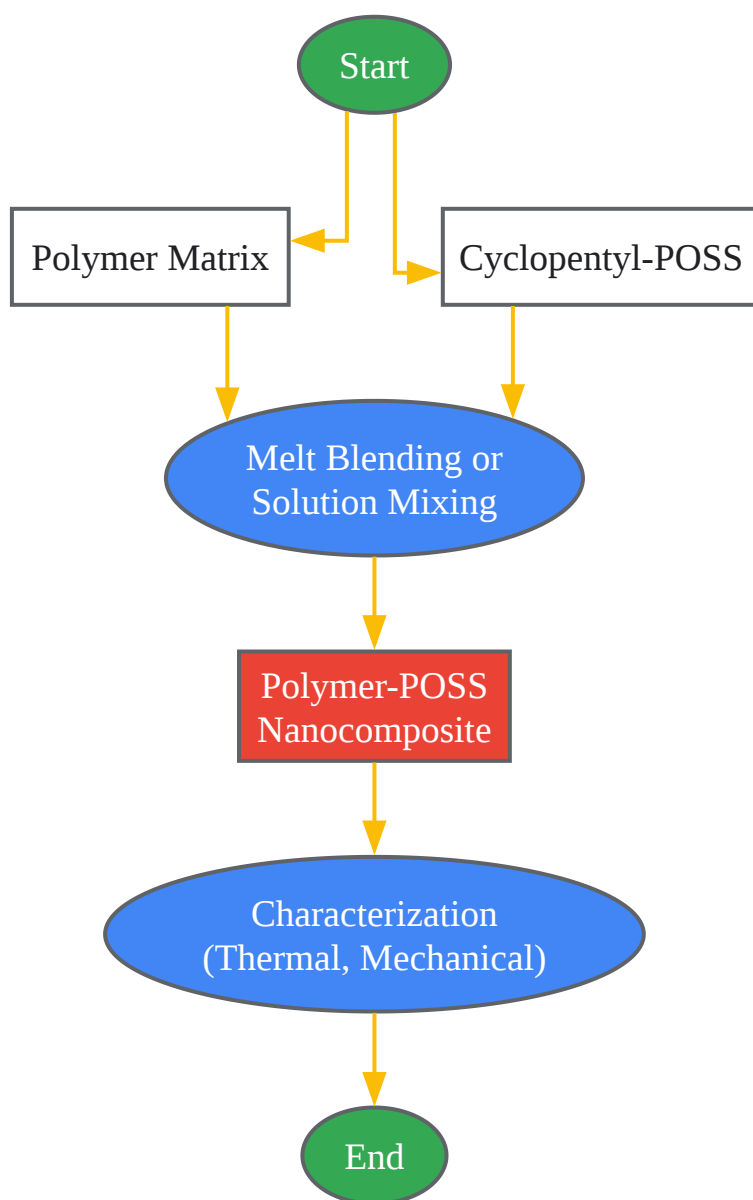 Start
Polymer Matrix
Cyclopentyl-POSS
Melt Blending or
Solution Mixing
Polymer-POSS
Nanocomposite
Characterization
(Thermal, Mechanical)
End